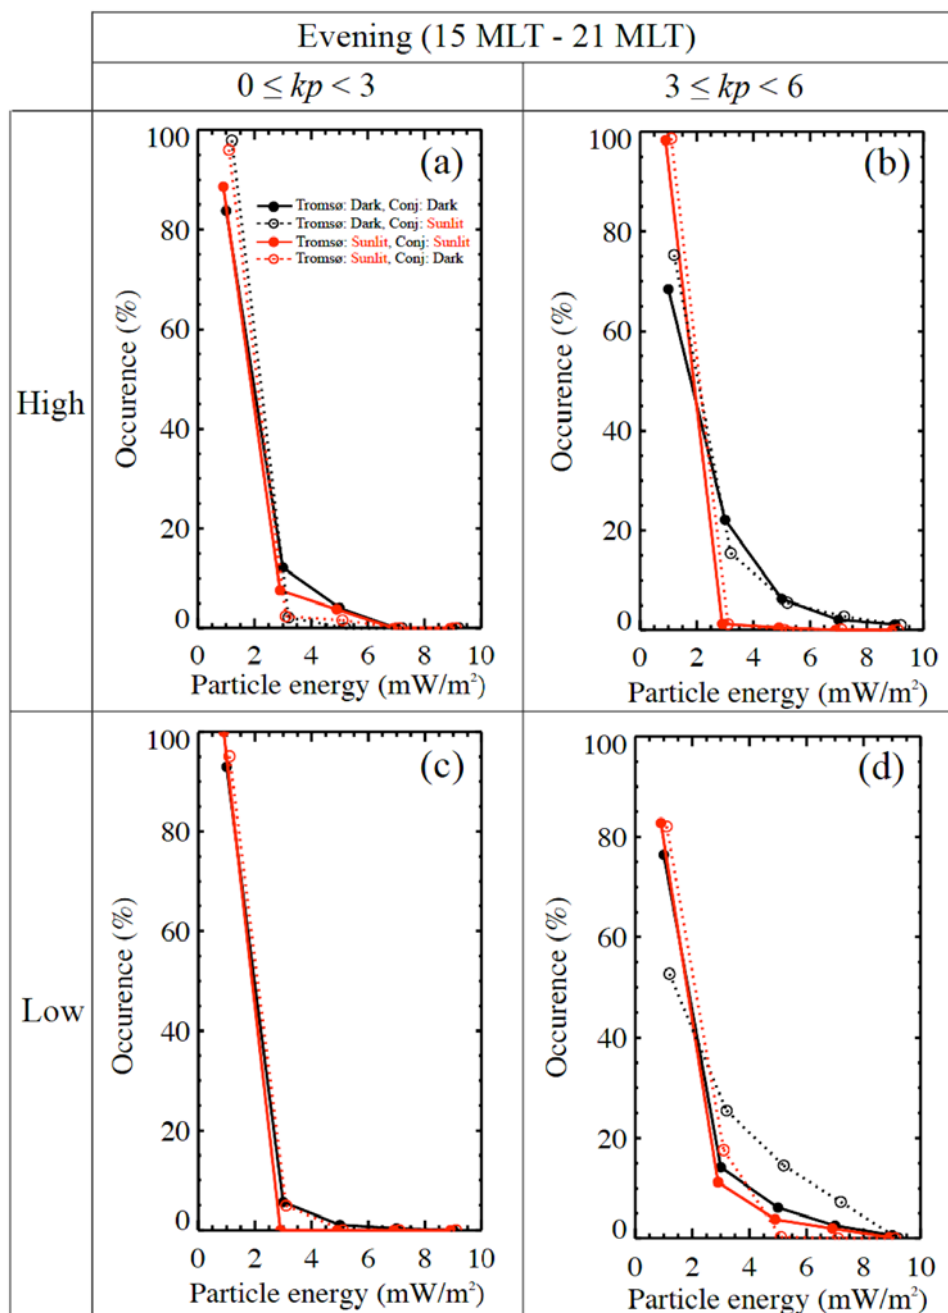 Evening (15 MLT - 21 MLT)
0 ≤ kp < 3
3 ≤ kp < 6
High
(a)
100
80
60
40
20
0
Occurence (%)
Tromsø: Dark, Conj: Dark
Tromsø: Dark, Conj: Sunlit
Tromsø: Sunlit, Conj: Sunlit
Tromsø: Sunlit, Conj: Dark
0 2 4 6 8 10
Particle energy (mW/m²)
(b)
100
80
60
40
20
0
Occurence (%)
0 2 4 6 8 10
Particle energy (mW/m²)
Low
(c)
100
80
60
40
20
0
Occurence (%)
0 2 4 6 8 10
Particle energy (mW/m²)
(d)
100
80
60
40
20
0
Occurence (%)
0 2 4 6 8 10
Particle energy (mW/m²)